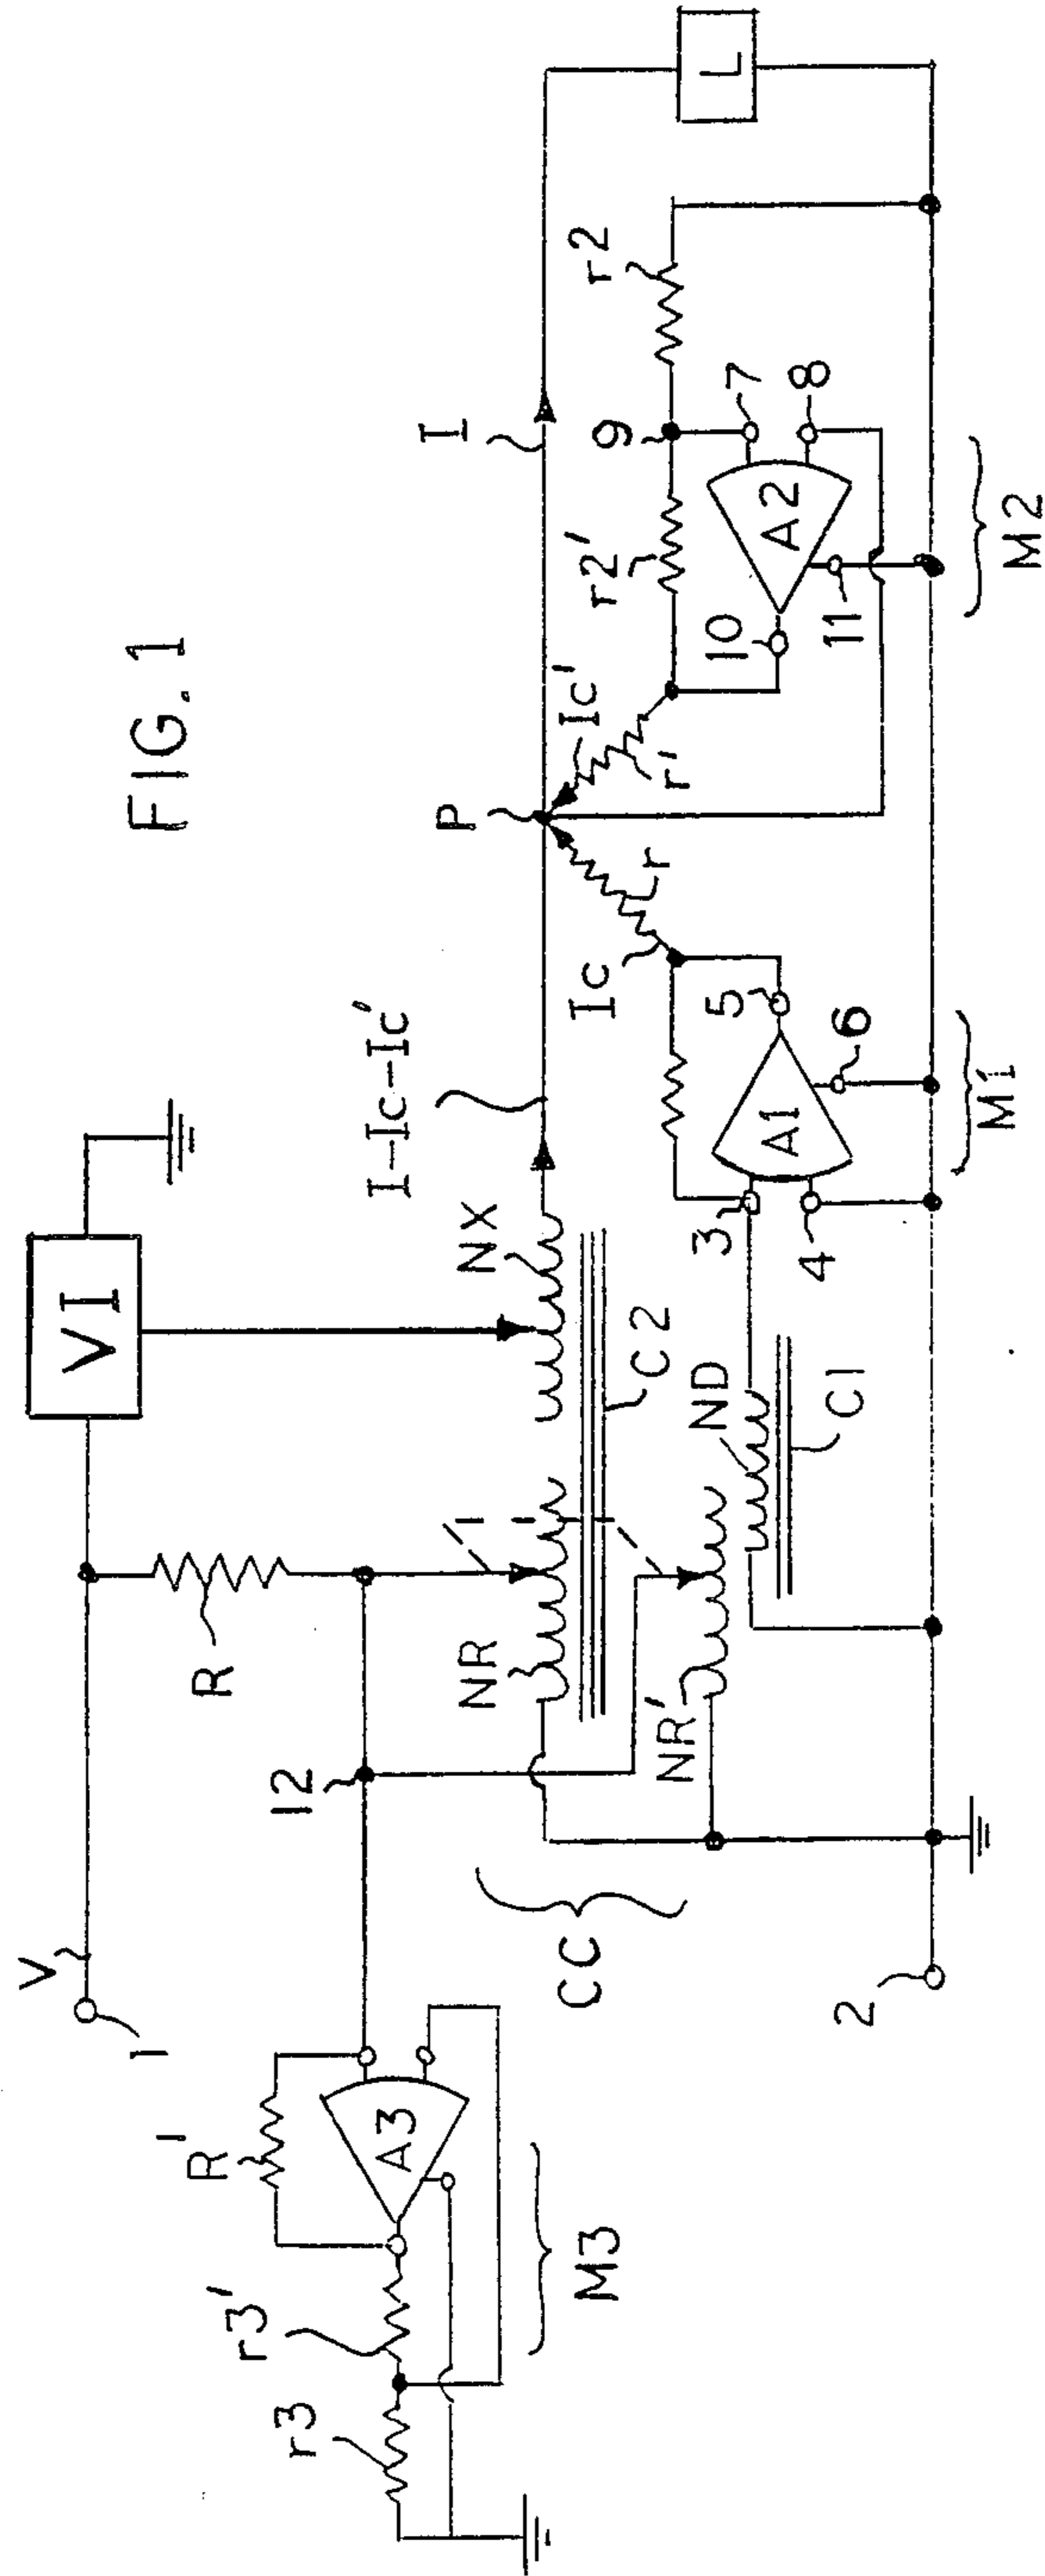 FIG. 1
V
1
VI
R
R'
A3
r3'
r3
M3
12
NR
NX
C2
I-Ic-Ic'
P
I
L
CC
NR'
ND
C1
3
4
5
6
A1
M1
Ic
r
Ic'
r'
r2'
9
r2
10
11
A2
7
8
M2
2